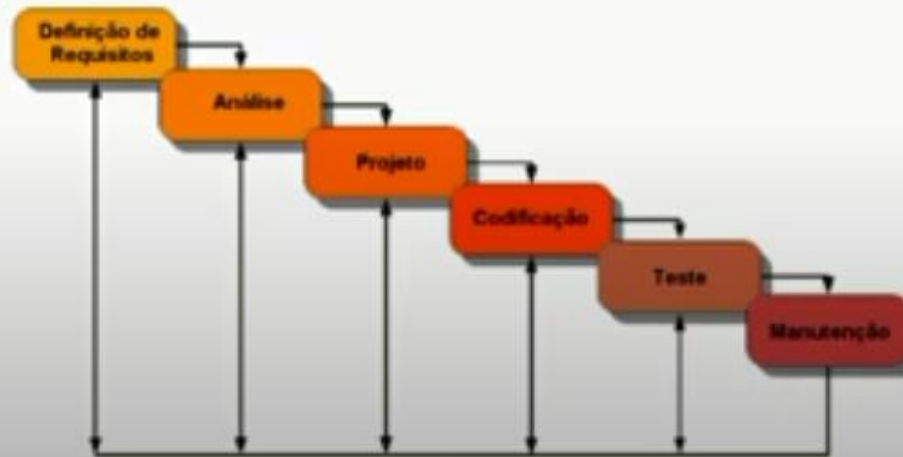 Definição de
Requisitos
Análise
Projeto
Codificação
Teste
Manutenção